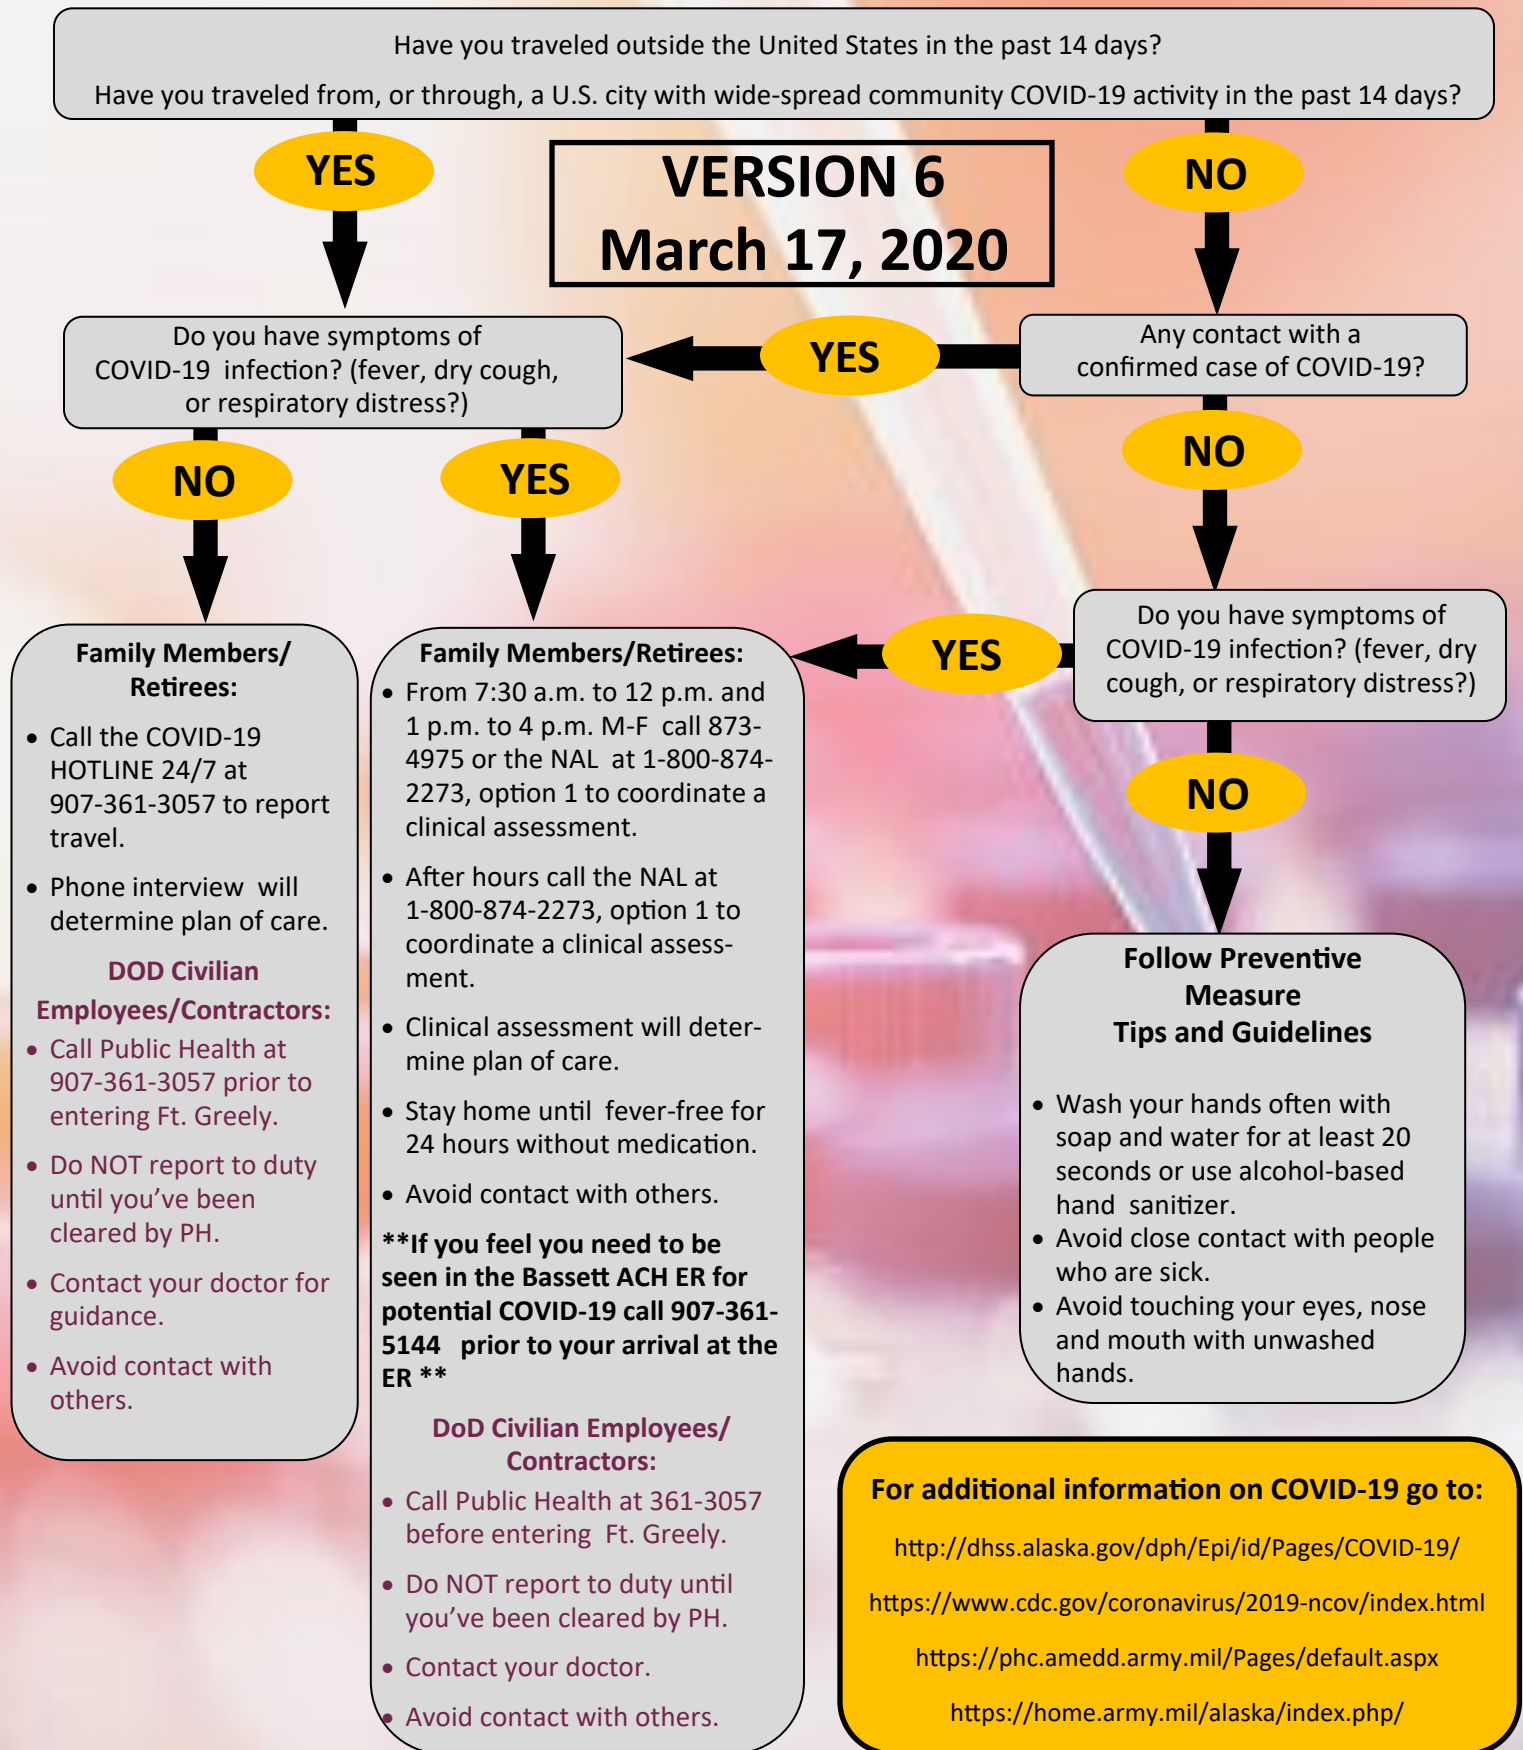 Have you traveled outside the United States in the past 14 days?
Have you traveled from, or through, a U.S. city with wide-spread community COVID-19 activity in the past 14 days?
YES
VERSION 6
March 17, 2020
NO
Do you have symptoms of
COVID-19 infection? (fever, dry cough,
or respiratory distress?)
YES
Any contact with a
confirmed case of COVID-19?
NO
YES
NO
Do you have symptoms of
COVID-19 infection? (fever, dry
cough, or respiratory distress?)
YES
NO
Family Members/
Retirees:
• Call the COVID-19
HOTLINE 24/7 at
907-361-3057 to report
travel.
• Phone interview will
determine plan of care.
DOD Civilian
Employees/Contractors:
• Call Public Health at
907-361-3057 prior to
entering Ft. Greely.
• Do NOT report to duty
until you've been
cleared by PH.
• Contact your doctor for
guidance.
• Avoid contact with
others.
Family Members/Retirees:
• From 7:30 a.m. to 12 p.m. and
1 p.m. to 4 p.m. M-F call 873-
4975 or the NAL at 1-800-874-
2273, option 1 to coordinate a
clinical assessment.
• After hours call the NAL at
1-800-874-2273, option 1 to
coordinate a clinical assess-
ment.
• Clinical assessment will deter-
mine plan of care.
• Stay home until fever-free for
24 hours without medication.
• Avoid contact with others.
**If you feel you need to be
seen in the Bassett ACH ER for
potential COVID-19 call 907-361-
5144 prior to your arrival at the
ER **
DoD Civilian Employees/
Contractors:
• Call Public Health at 361-3057
before entering Ft. Greely.
• Do NOT report to duty until
you've been cleared by PH.
• Contact your doctor.
• Avoid contact with others.
Follow Preventive
Measure
Tips and Guidelines
• Wash your hands often with
soap and water for at least 20
seconds or use alcohol-based
hand sanitizer.
• Avoid close contact with people
who are sick.
• Avoid touching your eyes, nose
and mouth with unwashed
hands.
For additional information on COVID-19 go to:
http://dhss.alaska.gov/dph/Epi/id/Pages/COVID-19/
https://www.cdc.gov/coronavirus/2019-ncov/index.html
https://phc.amedd.army.mil/Pages/default.aspx
https://home.army.mil/alaska/index.php/